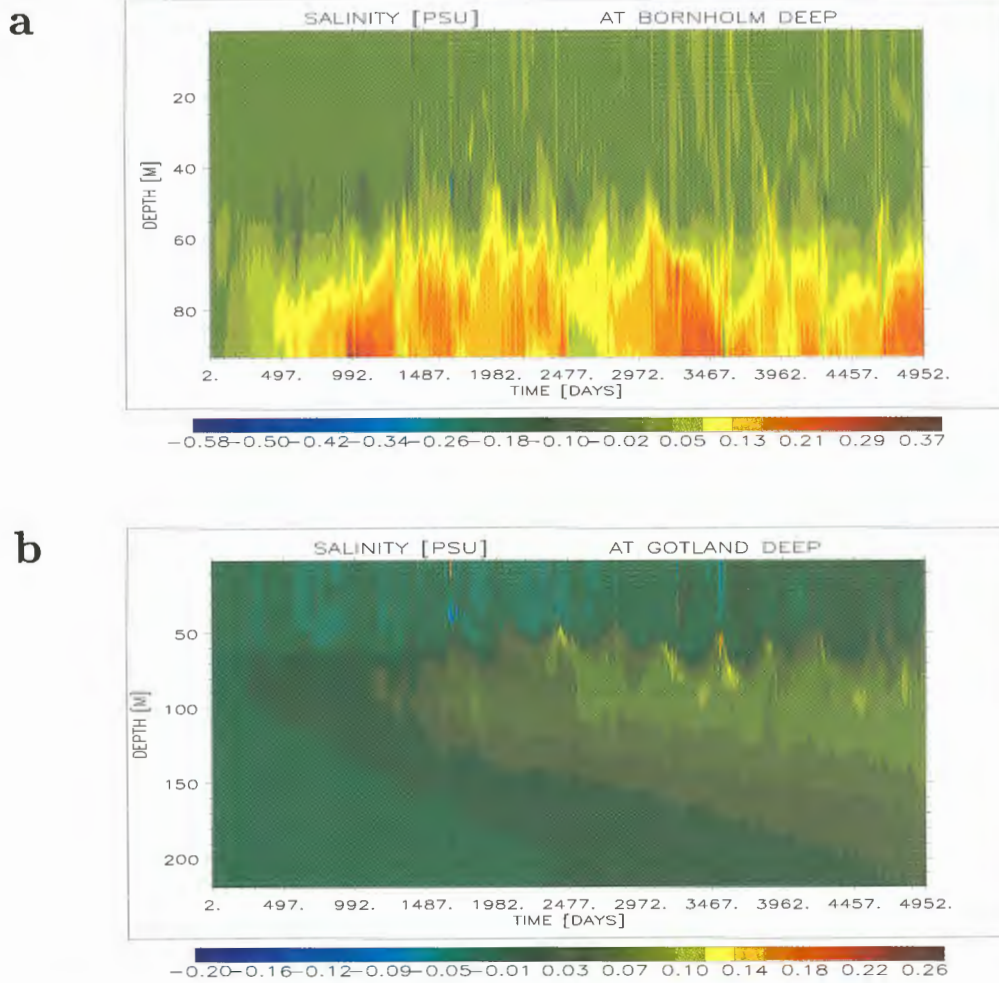 a
SALINITY [PSU] AT BORNHOLM DEEP
DEPTH [M]
20
40
60
80
2. 497. 992. 1487. 1982. 2477. 2972. 3467. 3962. 4457. 4952.
TIME [DAYS]
-0.58-0.50-0.42-0.34-0.26-0.18-0.10-0.02 0.05 0.13 0.21 0.29 0.37
b
SALINITY [PSU] AT GOTLAND DEEP
DEPTH [M]
50
100
150
200
2. 497. 992. 1487. 1982. 2477. 2972. 3467. 3962. 4457. 4952.
TIME [DAYS]
-0.20-0.16-0.12-0.09-0.05-0.01 0.03 0.07 0.10 0.14 0.18 0.22 0.26